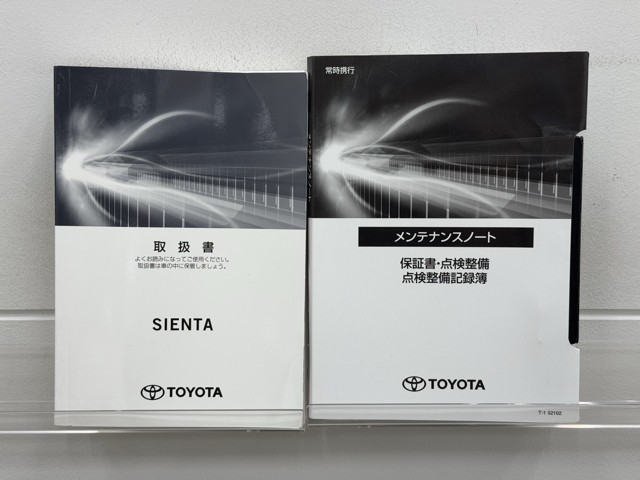 取扱書
よくお読みになってご使用ください。
取扱書は車の中に保管しましょう。
SIENTA
TOYOTA
常時携行
メンテナンスノート
保証書・点検整備
点検整備記録簿
TOYOTA
T-1 52102